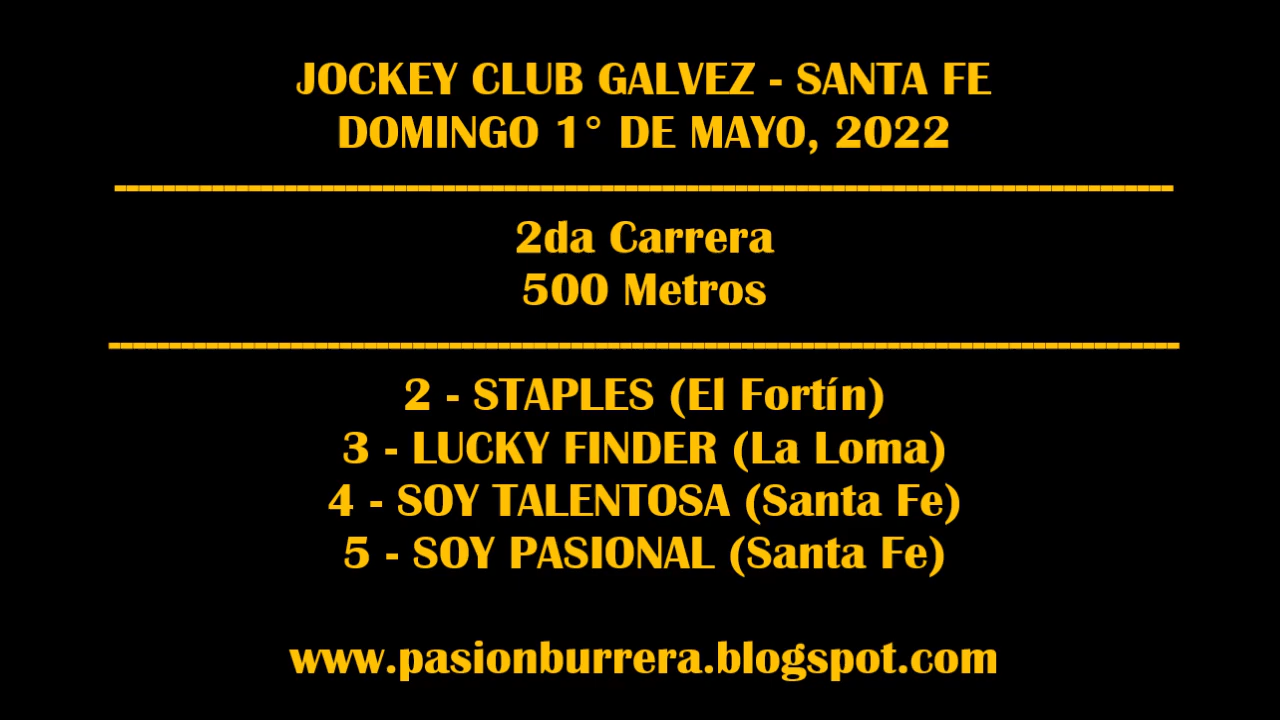 JOCKEY CLUB GALVEZ - SANTA FE
DOMINGO 1° DE MAYO, 2022
--------------------------------------------------------------------------------
2da Carrera
500 Metros
--------------------------------------------------------------------------------
2 - STAPLES (El Fortín)
3 - LUCKY FINDER (La Loma)
4 - SOY TALENTOSA (Santa Fe)
5 - SOY PASIONAL (Santa Fe)
www.pasionburrera.blogspot.com